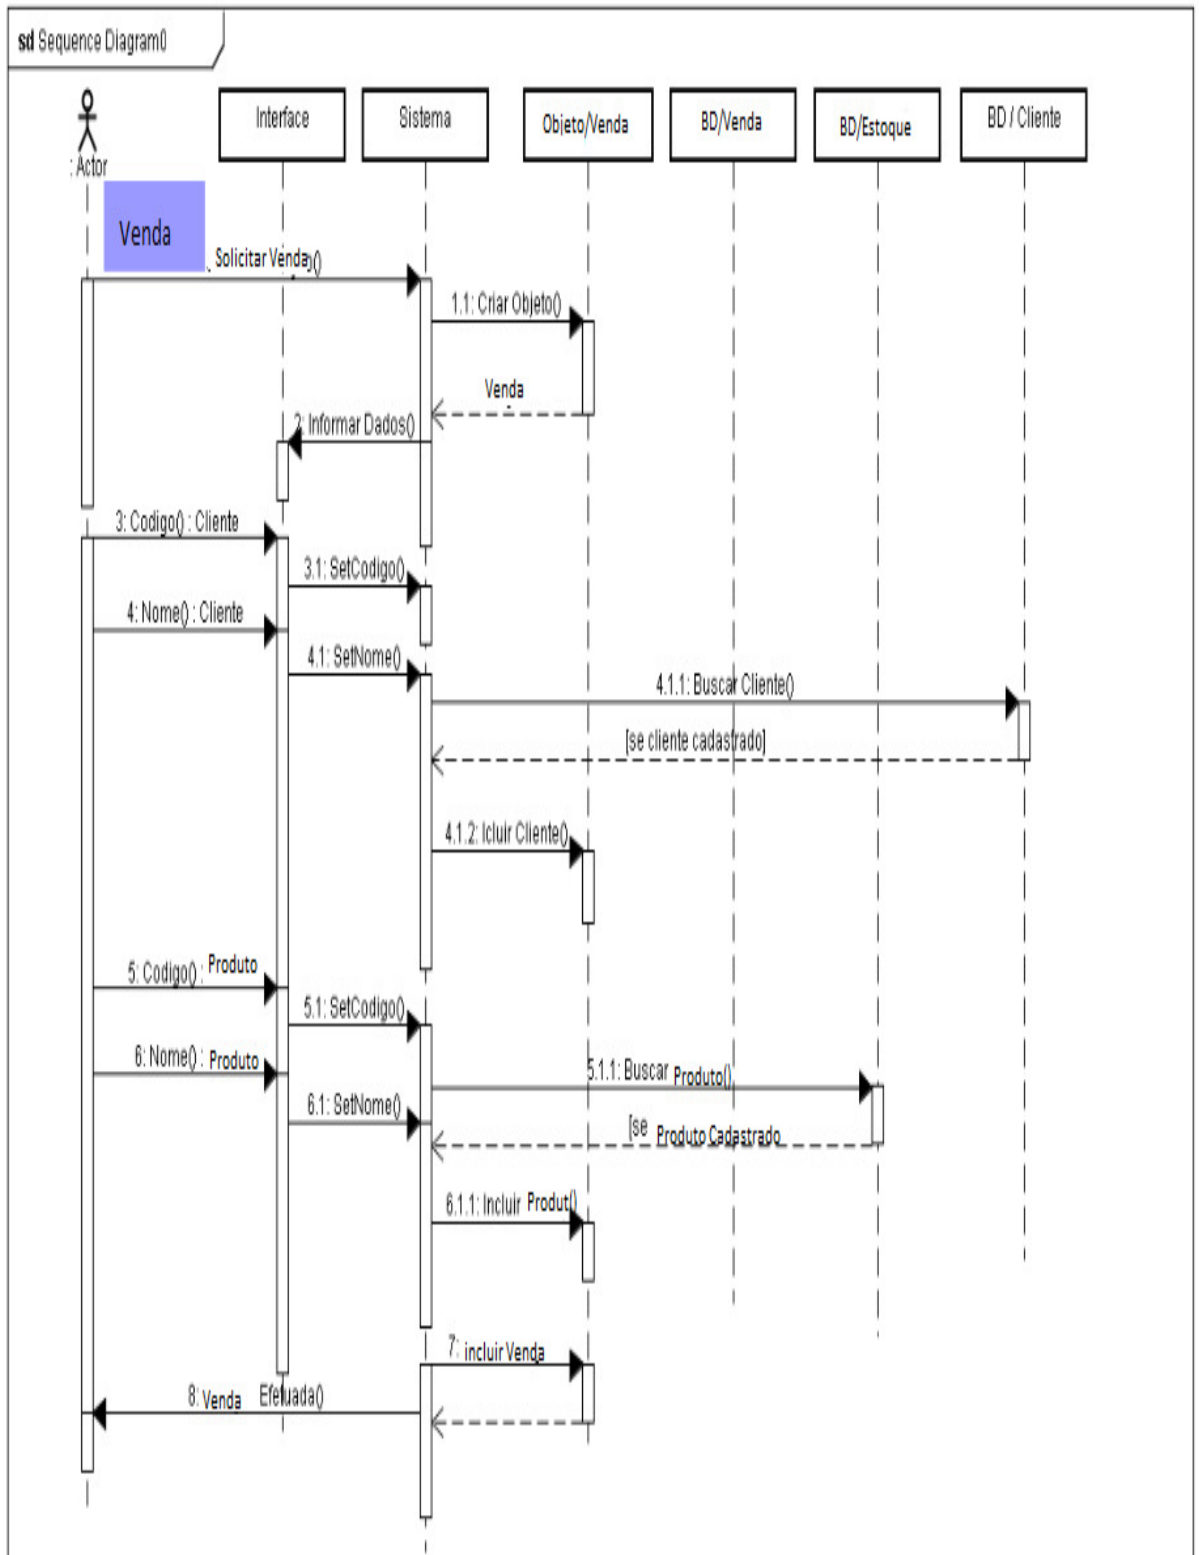 sd Sequence Diagram0
: Actor
Interface
Sistema
Objeto/Venda
BD/Venda
BD/Estoque
BD / Cliente
Venda
Solicitar Venda
1.1: Criar Objeto()
Venda
2: Informar Dados()
3: Codigo() : Cliente
3.1: SetCodigo()
4: Nome() : Cliente
4.1: SetNome()
4.1.1: Buscar Cliente()
[se cliente cadastrado]
4.1.2: Icluir Cliente()
5: Codigo() : Produto
5.1: SetCodigo()
6: Nome() : Produto
5.1.1: Buscar Produto()
6.1: SetNome()
[se Produto Cadastrado
6.1.1: Incluir Produt()
7: incluir Venda
8: Venda Efetuada()